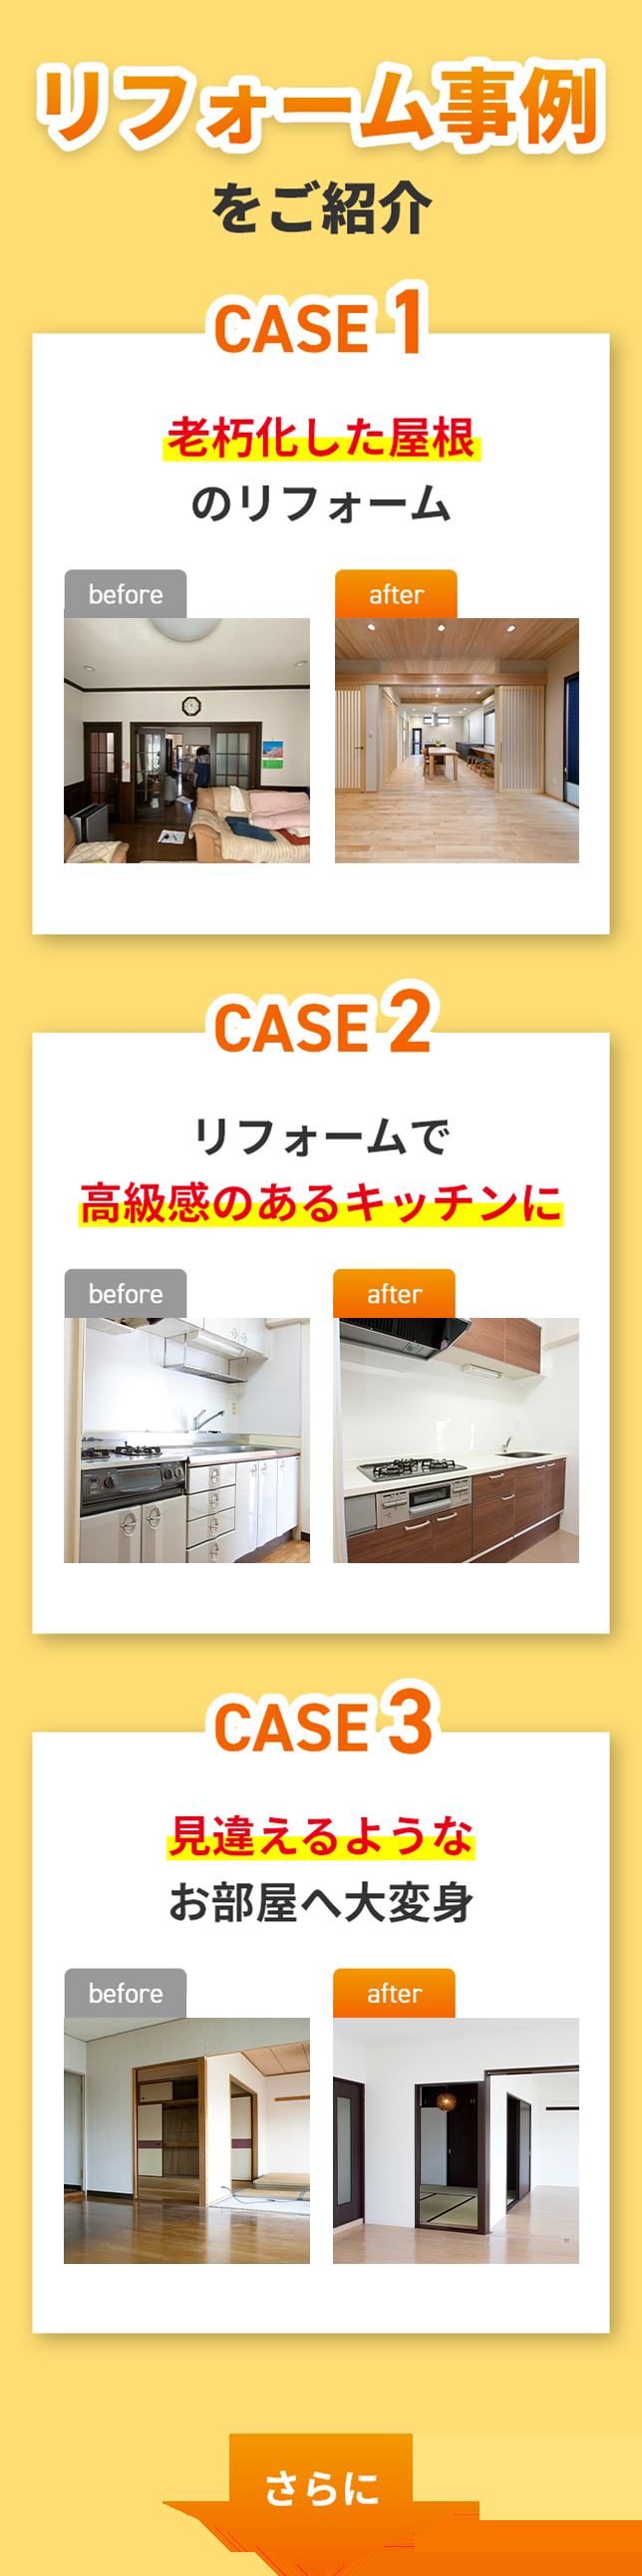 リフォーム事例
をご紹介
CASE 1
老朽化した屋根
のリフォーム
before
after
CASE 2
リフォームで
高級感のあるキッチンに
before
after
CASE 3
見違えるような
お部屋へ大変身
before
after
さらに